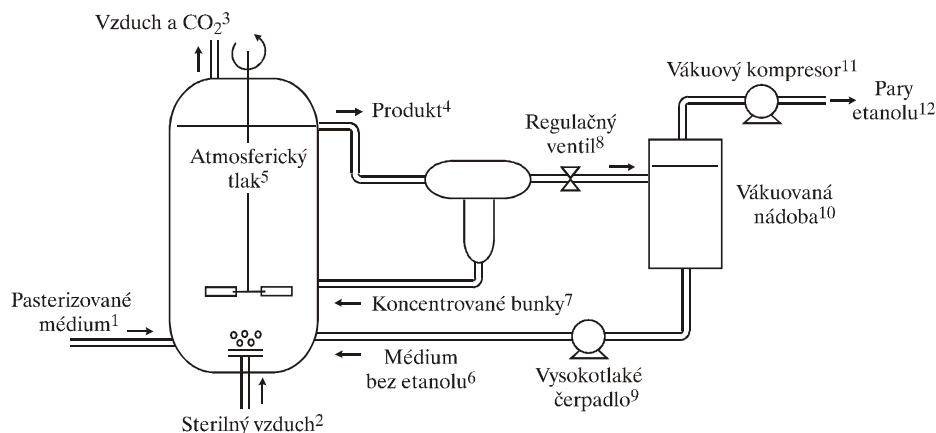 Vzduch a CO₂³
Produkt⁴
Atmosferický
tlak⁵
Regulačný
ventil⁸
Vákuový kompresor¹¹
Pary
etanolu¹²
Vákuovaná
nádoba¹⁰
Pasterizované
médium¹
Koncentrované bunky⁷
Médium
bez etanolu⁶
Vysokotlaké
čerpadlo⁹
Sterilný vzduch²